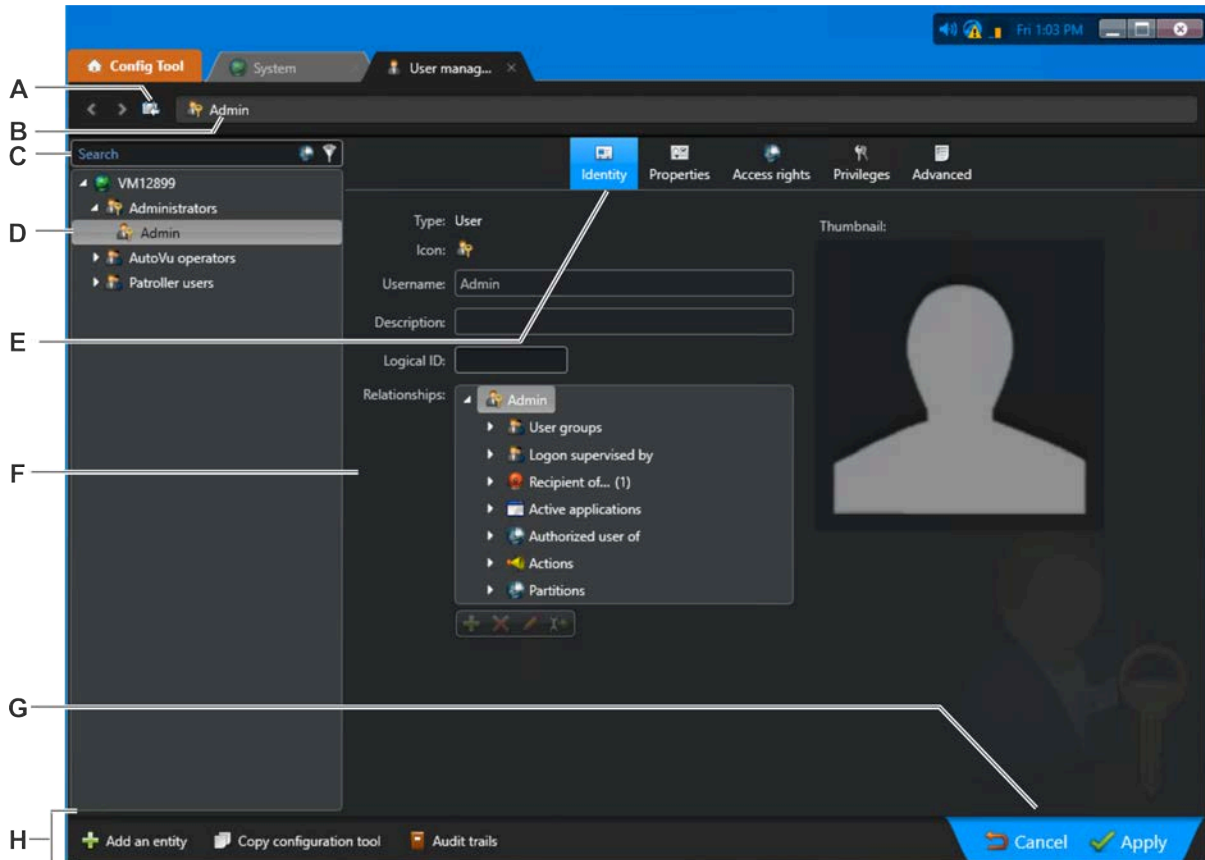 Fri 1:03 PM
Config Tool
System
User manag...
A
Admin
B
C
Search
Identity
Properties
Access rights
Privileges
Advanced
VM12899
Administrators
D
Admin
AutoVu operators
Patroller users
Type: User
Thumbnail:
Icon:
Username: Admin
Description:
E
Logical ID:
Relationships:
Admin
User groups
Logon supervised by
F
Recipient of... (1)
Active applications
Authorized user of
Actions
Partitions
G
H
Add an entity
Copy configuration tool
Audit trails
Cancel
Apply